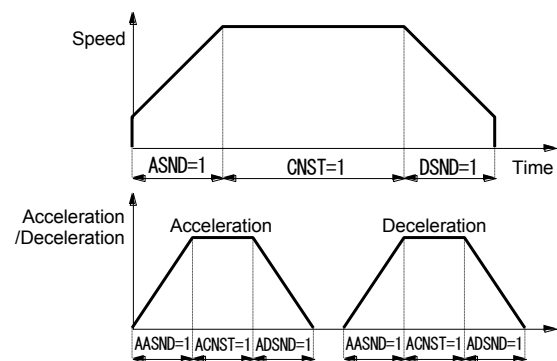 Speed
ASND=1 CNST=1 DSND=1 Time
Acceleration
/Deceleration
Acceleration Deceleration
AASND=1 ACNST=1 ADSND=1 AASND=1 ACNST=1 ADSND=1